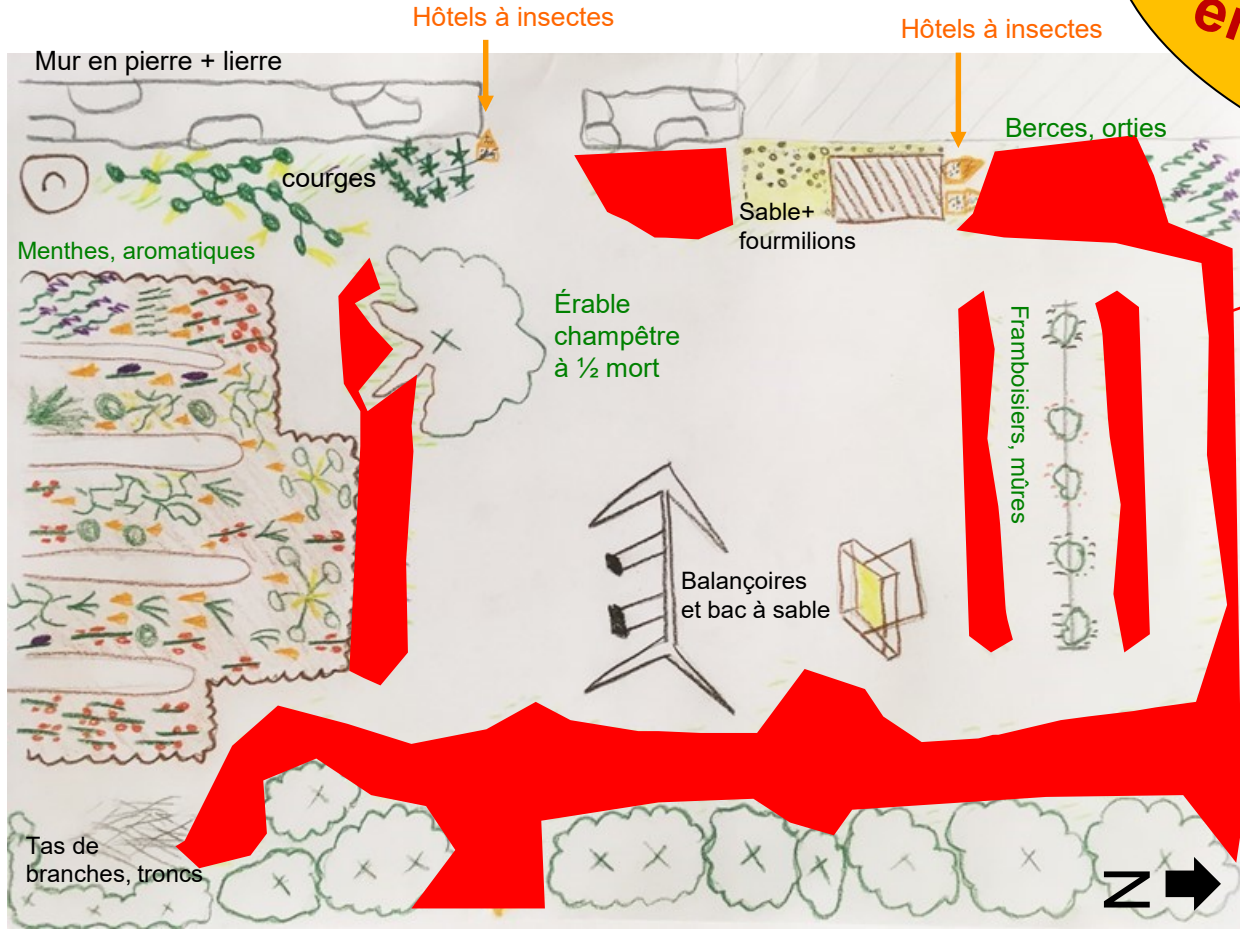 Hôtels à insectes
Hôtels à insectes
er
Mur en pierre + lierre
Berces, orties
courges
Sable+
fourmilions
Menthes, aromatiques
Érable
champêtre
à ½ mort
Framboisiers, mûres
Balançoires
et bac à sable
Tas de
branches, troncs
N